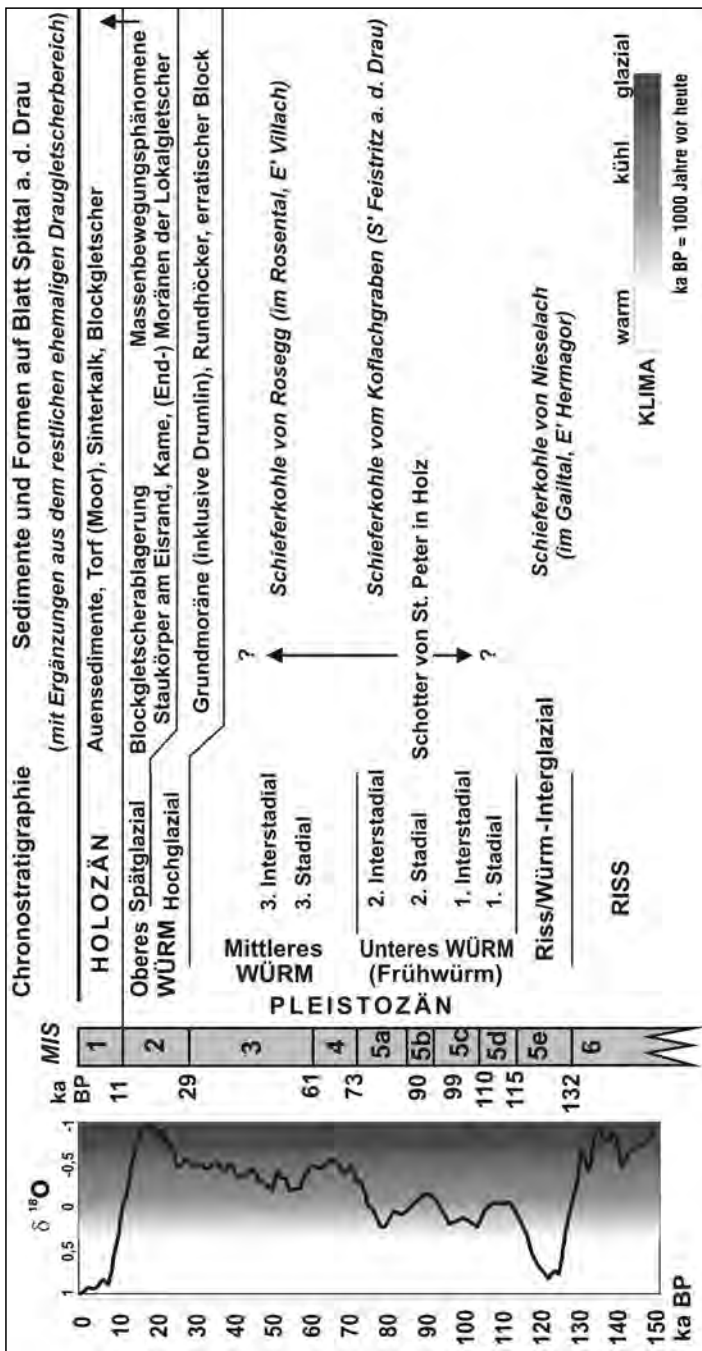 Chronostratigraphie
Sedimente und Formen auf Blatt Spittal a. d. Drau
(mit Ergänzungen aus dem restlichen ehemaligen Draugletscherbereich)
δ 18O
1 0,5 0 -0,5 -1
0
10
20
30
40
50
60
70
80
90
100
110
120
130
140
150
ka BP
ka
BP
11
29
61
73
90
99
110
115
132
MIS
1
2
3
4
5a
5b
5c
5d
5e
6
PLEISTOZÄN
HOLOZÄN
Auensedimente, Torf (Moor), Sinterkalk, Blockgletscher
Oberes
WÜRM
Spätglazial
Hochglazial
Blockgletscherablagerung
Massenbewegungsphänomene
Staukörper am Eisrand, Kame, (End-) Moränen der Lokalgletscher
Grundmoräne (inklusive Drumlin), Rundhöcker, erratischer Block
Mittleres
WÜRM
3. Interstadial
3. Stadial
?
Schieferkohle von Rosegg (im Rosental, E' Villach)
Unteres WÜRM
(Frühwürm)
2. Interstadial
2. Stadial
1. Interstadial
1. Stadial
Schieferkohle vom Koflachgraben (S' Feistritz a. d. Drau)
Schotter von St. Peter in Holz
?
Riss/Würm-Interglazial
Schieferkohle von Nieselach
(im Gailtal, E' Hermagor)
RISS
warm kühl glazial
KLIMA
ka BP = 1000 Jahre vor heute